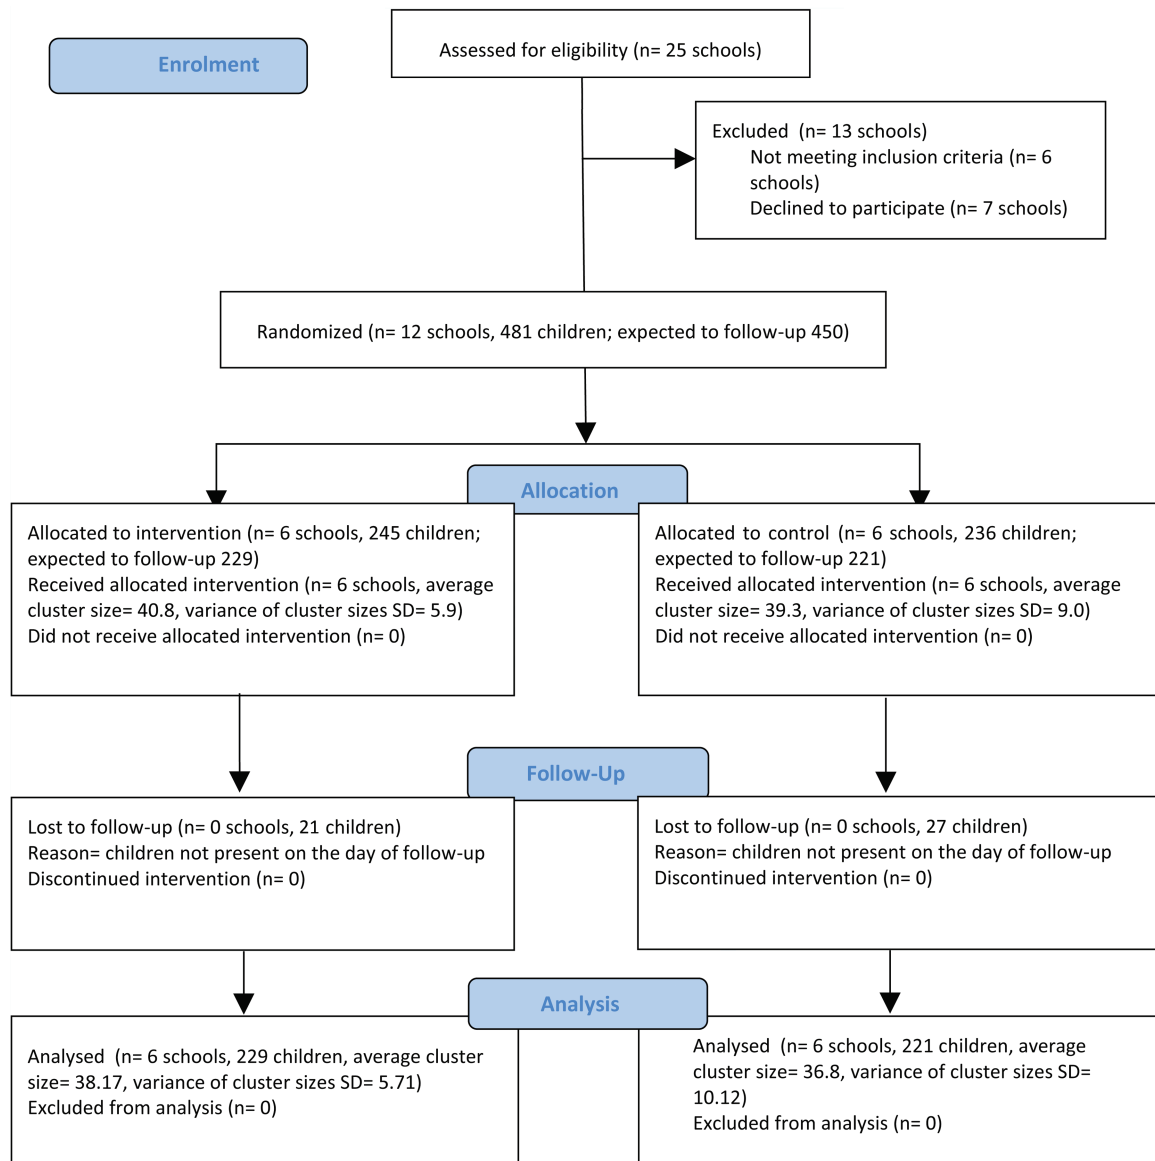 Assessed for eligibility (n= 25 schools)
Enrolment
Excluded  (n= 13 schools)
Not meeting inclusion criteria (n= 6
schools)
Declined to participate (n= 7 schools)
Randomized (n= 12 schools, 481 children; expected to follow-up 450)
Allocation
Allocated to intervention (n= 6 schools, 245 children;
expected to follow-up 229)
Received allocated intervention (n= 6 schools, average
cluster size= 40.8, variance of cluster sizes SD= 5.9)
Did not receive allocated intervention (n= 0)
Allocated to control (n= 6 schools, 236 children;
expected to follow-up 221)
Received allocated intervention (n= 6 schools, average
cluster size= 39.3, variance of cluster sizes SD= 9.0)
Did not receive allocated intervention (n= 0)
Follow-Up
Lost to follow-up (n= 0 schools, 21 children)
Reason= children not present on the day of follow-up
Discontinued intervention (n= 0)
Lost to follow-up (n= 0 schools, 27 children)
Reason= children not present on the day of follow-up
Discontinued intervention (n= 0)
Analysis
Analysed  (n= 6 schools, 229 children, average cluster
size= 38.17, variance of cluster sizes SD= 5.71)
Excluded from analysis (n= 0)
Analysed  (n= 6 schools, 221 children, average
cluster size= 36.8, variance of cluster sizes SD=
10.12)
Excluded from analysis (n= 0)